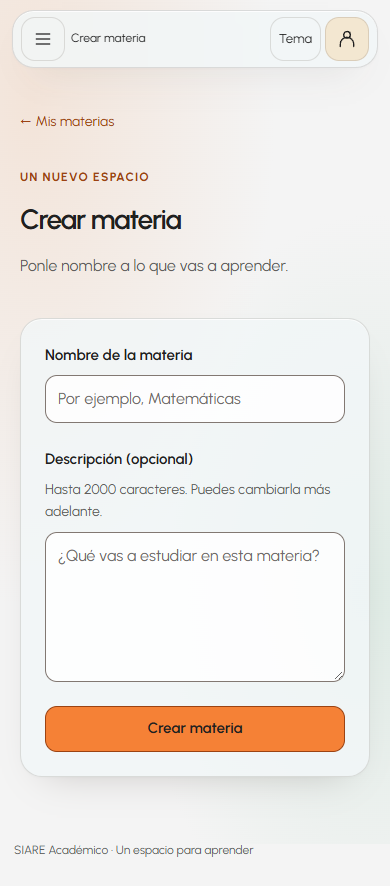 Crear materia
Tema
← Mis materias
UN NUEVO ESPACIO
Crear materia
Ponle nombre a lo que vas a aprender.
Nombre de la materia
Por ejemplo, Matemáticas
Descripción (opcional)
Hasta 2000 caracteres. Puedes cambiarla más
adelante.
¿Qué vas a estudiar en esta materia?
Crear materia
SIARE Académico · Un espacio para aprender